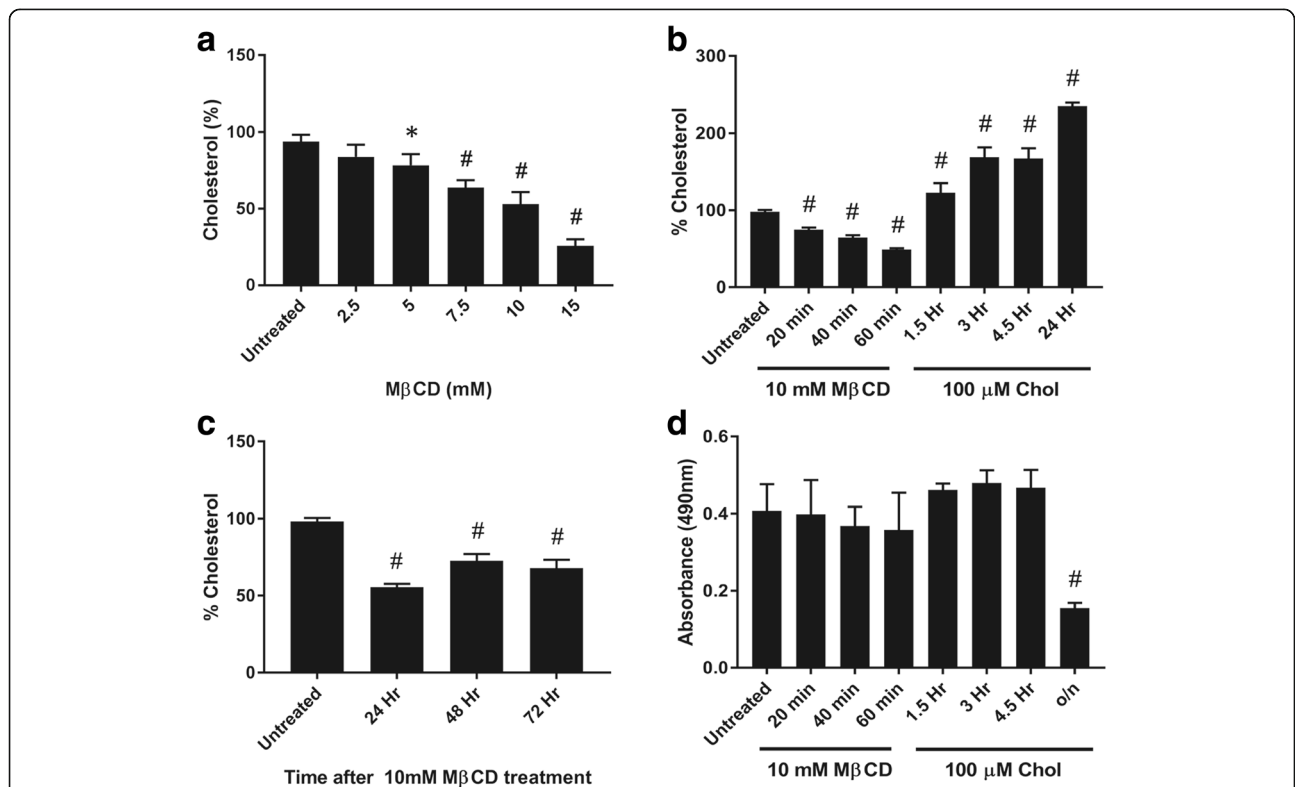 a
150
100
50
0
Cholesterol (%)
*
#
#
#
Untreated
2.5
5
7.5
10
15
MβCD (mM)
b
300
200
100
0
% Cholesterol
#
#
#
#
#
#
#
Untreated
20 min
40 min
60 min
1.5 Hr
3 Hr
4.5 Hr
24 Hr
10 mM MβCD
100 μM Chol
c
150
100
50
0
% Cholesterol
#
#
#
Untreated
24 Hr
48 Hr
72 Hr
Time after 10mM MβCD treatment
d
0.6
0.4
0.2
0.0
Absorbance (490nm)
#
Untreated
20 min
40 min
60 min
1.5 Hr
3 Hr
4.5 Hr
o/n
10 mM MβCD
100 μM Chol